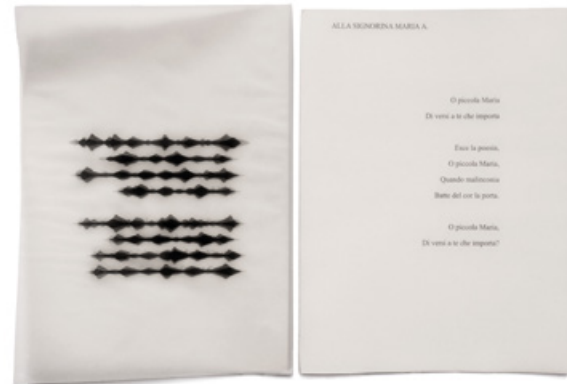 ALLA SIGNORINA MARIA A.
O piccola Maria
Di versi a te che importa
Esce la poesia,
O piccola Maria,
Quando malinconia
Batte del cor la porta.
O piccola Maria,
Di versi a te che importa?